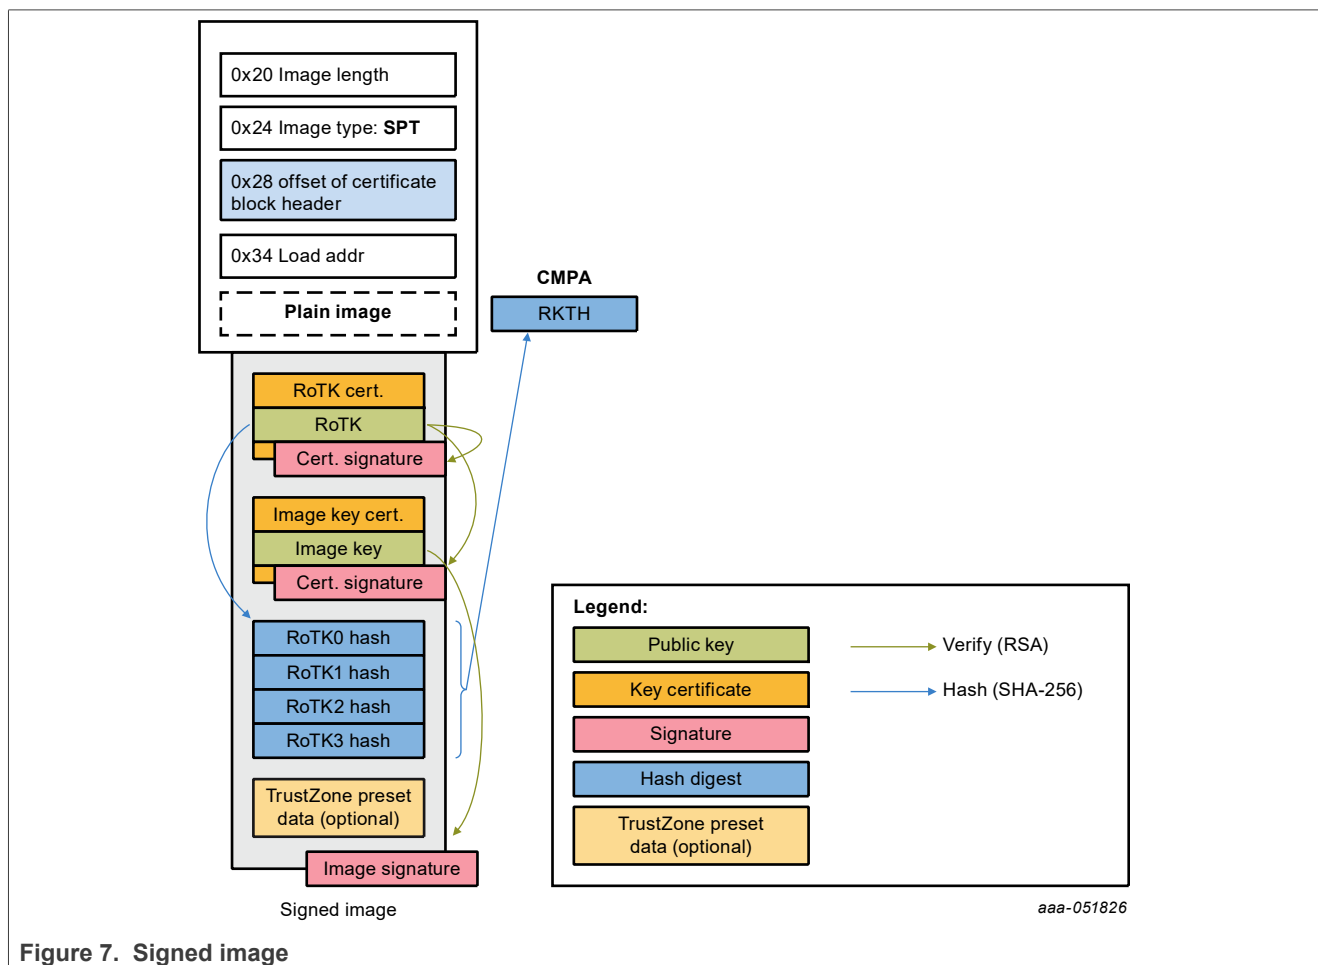 0x20 Image length
0x24 Image type: SPT
0x28 offset of certificate
block header
0x34 Load addr
Plain image
CMPA
RKTH
RoTK cert.
RoTK
Cert. signature
Image key cert.
Image key
Cert. signature
RoTK0 hash
RoTK1 hash
RoTK2 hash
RoTK3 hash
TrustZone preset
data (optional)
Image signature
Signed image
Legend:
Public key
Verify (RSA)
Key certificate
Hash (SHA-256)
Signature
Hash digest
TrustZone preset
data (optional)
aaa-051826
Figure 7. Signed image